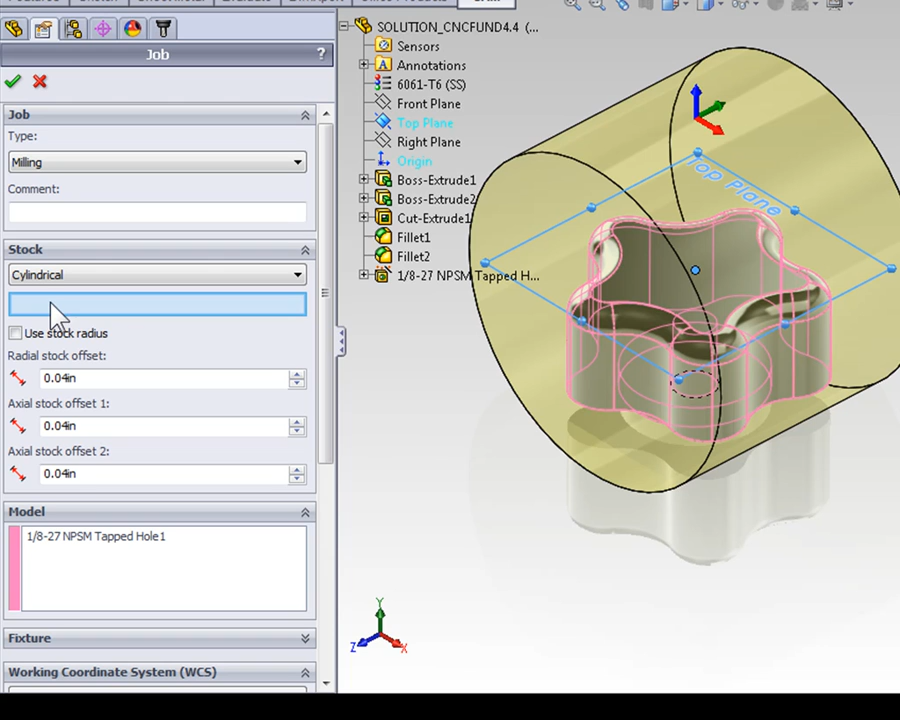 Job
?
Job
Type:
Milling
Comment:
Stock
Cylindrical
Use stock radius
Radial stock offset:
0.04in
Axial stock offset 1:
0.04in
Axial stock offset 2:
0.04in
Model
1/8-27 NPSM Tapped Hole1
Fixture
Working Coordinate System (WCS)
SOLUTION_CNCFUND4.4 (...
Sensors
A
Annotations
6061-T6 (SS)
Front Plane
Top Plane
Right Plane
Origin
Boss-Extrude1
Boss-Extrude2
Cut-Extrude1
Fillet1
Fillet2
1/8-27 NPSM Tapped H...
Top Plane
Y
Z
X